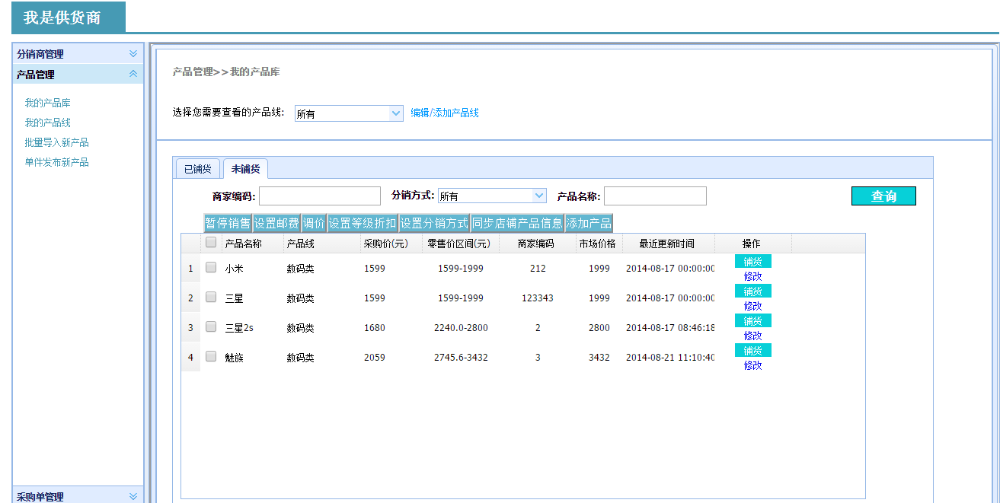 我是供货商
分销商管理
产品管理
我的产品库
我的产品线
批量导入新产品
单件发布新产品
采购单管理
产品管理>>我的产品库
选择您需要查看的产品线: 所有 编辑/添加产品线
已铺货 未铺货
商家编码: 分销方式: 所有 产品名称: 查询
暂停销售 设置邮费 调价 设置等级折扣 设置分销方式 同步店铺产品信息 添加产品
产品名称 产品线 采购价(元) 零售价区间(元) 商家编码 市场价格 最近更新时间 操作
1 小米 数码类 1599 1599-1999 212 1999 2014-08-17 00:00:00 铺货
修改
2 三星 数码类 1599 1599-1999 123343 1999 2014-08-17 00:00:00 铺货
修改
3 三星2s 数码类 1680 2240.0-2800 2 2800 2014-08-17 08:46:18 铺货
修改
4 魅族 数码类 2059 2745.6-3432 3 3432 2014-08-21 11:10:40 铺货
修改